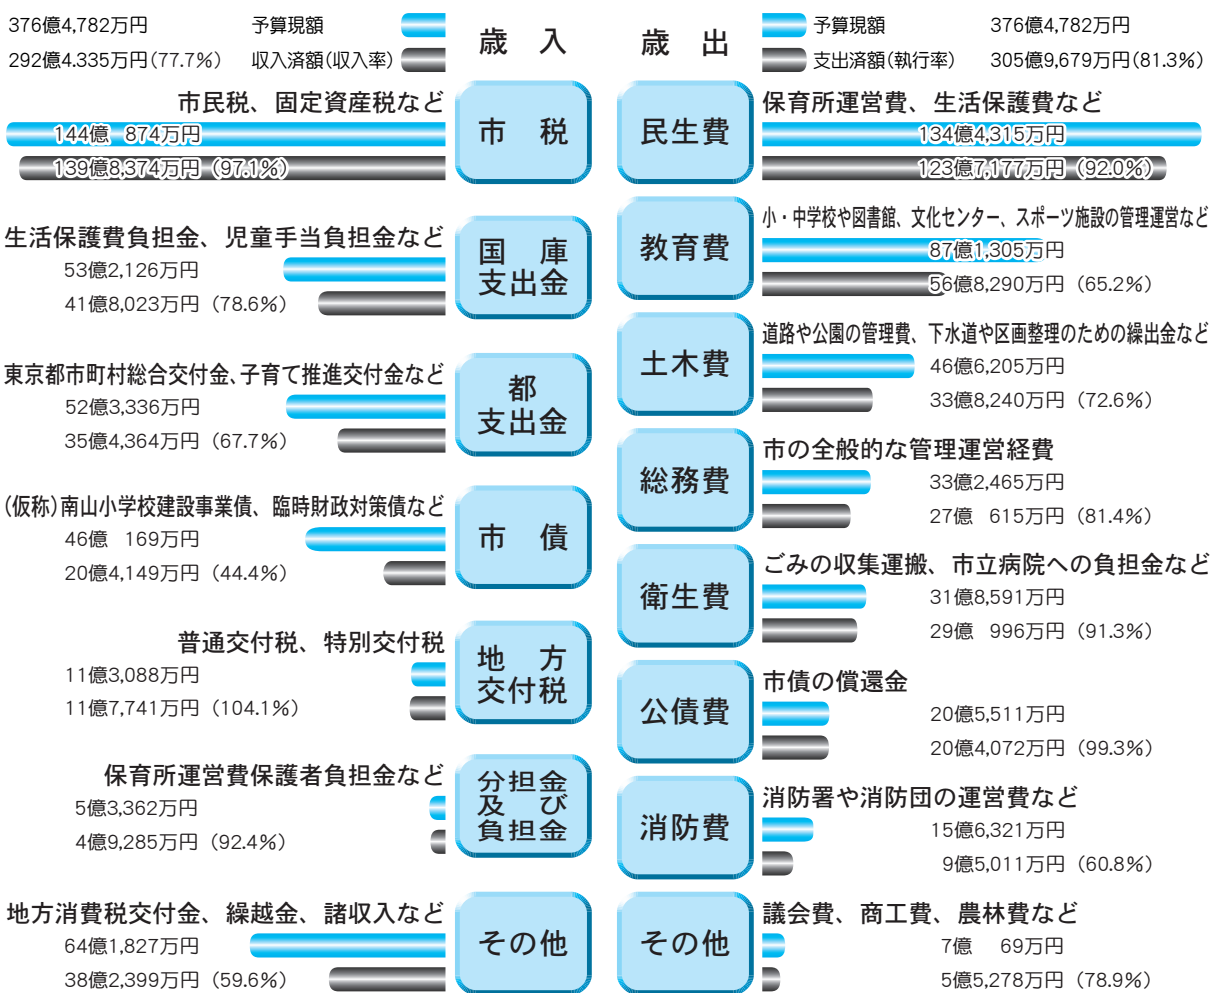 376億4,782万円 予算現額
292億4.335万円(77.7%) 収入済額(収入率)
歳 入
市民税、固定資産税など
144億 874万円
139億8,374万円 (97.1%)
市 税
生活保護費負担金、児童手当負担金など
53億2,126万円
41億8,023万円 (78.6%)
国 庫
支出金
東京都市町村総合交付金、子育て推進交付金など
52億3,336万円
35億4,364万円 (67.7%)
都
支出金
(仮称)南山小学校建設事業債、臨時財政対策債など
46億 169万円
20億4,149万円 (44.4%)
市 債
普通交付税、特別交付税
11億3,088万円
11億7,741万円 (104.1%)
地 方
交付税
保育所運営費保護者負担金など
5億3,362万円
4億9,285万円 (92.4%)
分担金
及 び
負担金
地方消費税交付金、繰越金、諸収入など
64億1,827万円
38億2,399万円 (59.6%)
その他
歳 出
予算現額 376億4,782万円
支出済額(執行率) 305億9,679万円(81.3%)
民生費
保育所運営費、生活保護費など
134億4,315万円
123億7,177万円 (92.0%)
教育費
小・中学校や図書館、文化センター、スポーツ施設の管理運営など
87億1,305万円
56億8,290万円 (65.2%)
土木費
道路や公園の管理費、下水道や区画整理のための繰出金など
46億6,205万円
33億8,240万円 (72.6%)
総務費
市の全般的な管理運営経費
33億2,465万円
27億 615万円 (81.4%)
衛生費
ごみの収集運搬、市立病院への負担金など
31億8,591万円
29億 996万円 (91.3%)
公債費
市債の償還金
20億5,511万円
20億4,072万円 (99.3%)
消防費
消防署や消防団の運営費など
15億6,321万円
9億5,011万円 (60.8%)
その他
議会費、商工費、農林費など
7億 69万円
5億5,278万円 (78.9%)